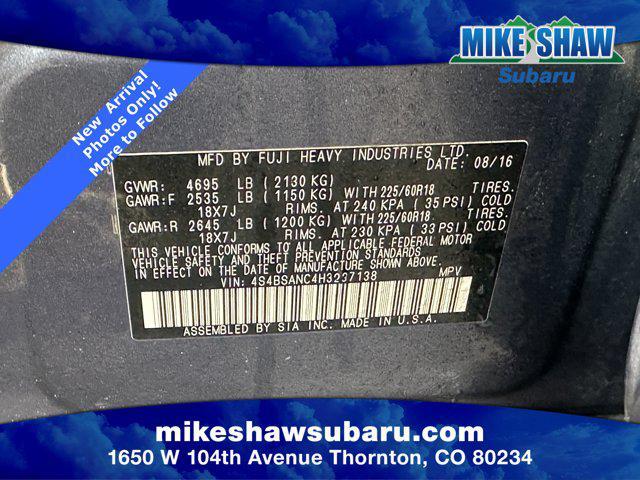 MIKE SHAW
Subaru
New Arrival
Photos Only!
More to Follow
MFD BY FUJI HEAVY INDUSTRIES LTD.
DATE: 08/16
GVWR: 4695 LB ( 2130 KG)
GAWR:F 2535 LB ( 1150 KG) WITH 225/60R18 TIRES.
18X7J RIMS. AT 240 KPA ( 35 PSI) COLD
GAWR:R 2645 LB ( 1200 KG) WITH 225/60R18 TIRES.
18X7J RIMS. AT 230 KPA ( 33 PSI) COLD
THIS VEHICLE CONFORMS TO ALL APPLICABLE FEDERAL MOTOR
VEHICLE SAFETY AND THEFT PREVENTION STANDARDS
IN EFFECT ON THE DATE OF MANUFACTURE SHOWN ABOVE.
VIN: 4S4BSANC4H3237138 MPV
ASSEMBLED BY SIA INC. MADE IN U.S.A.
mikeshawsubaru.com
1650 W 104th Avenue Thornton, CO 80234